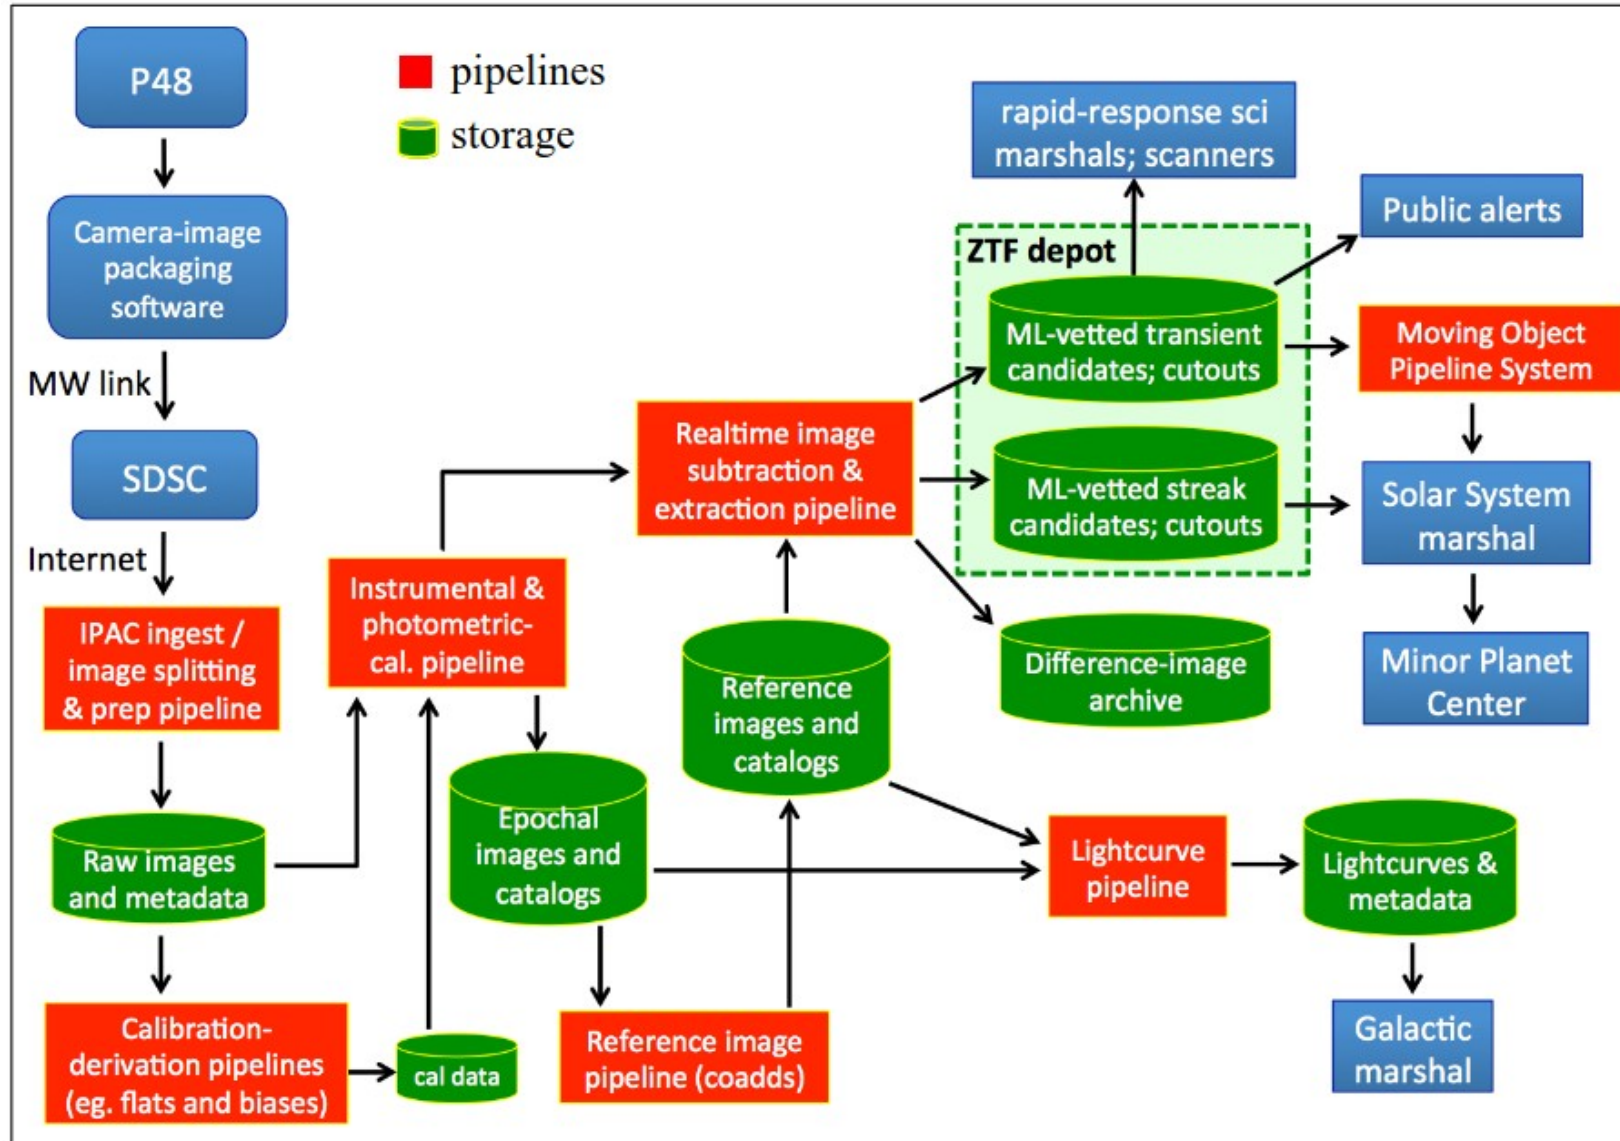 P48
Camera-image
packaging
software
MW link
SDSC
Internet
IPAC ingest /
image splitting
& prep pipeline
Raw images
and metadata
Calibration-
derivation pipelines
(eg. flats and biases)
cal data
pipelines
storage
Instrumental &
photometric-
cal. pipeline
Epochal
images and
catalogs
Reference image
pipeline (coadds)
Reference
images and
catalogs
Realtime image
subtraction &
extraction pipeline
rapid-response sci
marshals; scanners
ZTF depot
ML-vetted transient
candidates; cutouts
ML-vetted streak
candidates; cutouts
Difference-image
archive
Public alerts
Moving Object
Pipeline System
Solar System
marshal
Minor Planet
Center
Lightcurve
pipeline
Lightcurves &
metadata
Galactic
marshal